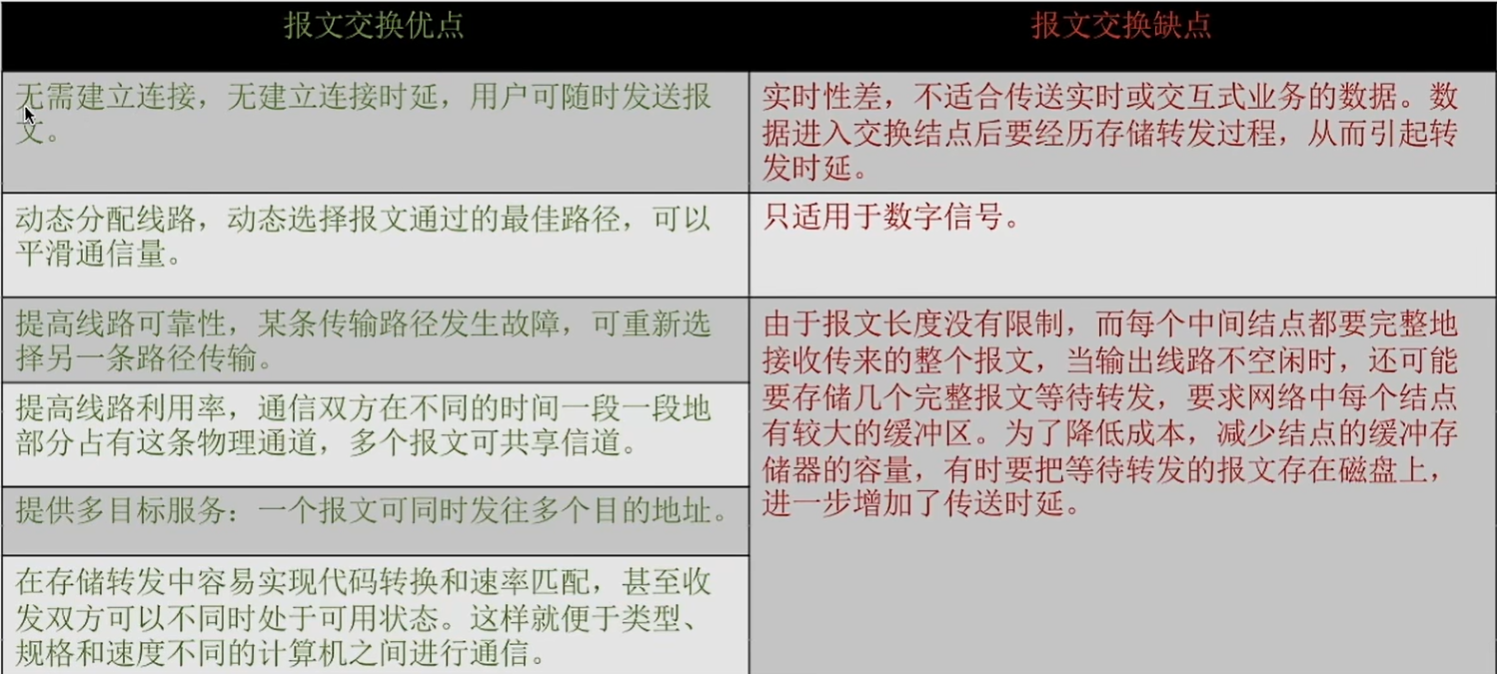 报文交换优点
报文交换缺点
无需建立连接，无建立连接时延，用户可随时发送报
文。
实时性差，不适合传送实时或交互式业务的数据。数
据进入交换结点后要经历存储转发过程，从而引起转
发时延。
动态分配线路，动态选择报文通过的最佳路径，可以
平滑通信量。
只适用于数字信号。
提高线路可靠性，某条传输路径发生故障，可重新选
择另一条路径传输。
提高线路利用率，通信双方在不同的时间一段一段地
部分占有这条物理通道，多个报文可共享信道。
提供多目标服务：一个报文可同时发往多个目的地址。
在存储转发中容易实现代码转换和速率匹配，甚至收
发双方可以不同时处于可用状态。这样就便于类型、
规格和速度不同的计算机之间进行通信。
由于报文长度没有限制，而每个中间结点都要完整地
接收传来的整个报文，当输出线路不空闲时，还可能
要存储几个完整报文等待转发，要求网络中每个结点
有较大的缓冲区。为了降低成本，减少结点的缓冲存
储器的容量，有时要把等待转发的报文存在磁盘上，
进一步增加了传送时延。